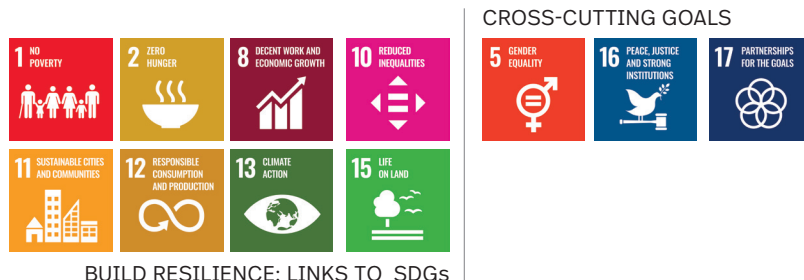 CROSS-CUTTING GOALS
1 NO
POVERTY
2 ZERO
HUNGER
8 DECENT WORK AND
ECONOMIC GROWTH
10 REDUCED
INEQUALITIES
5 GENDER
EQUALITY
16 PEACE, JUSTICE
AND STRONG
INSTITUTIONS
17 PARTNERSHIPS
FOR THE GOALS
11 SUSTAINABLE CITIES
AND COMMUNITIES
12 RESPONSIBLE
CONSUMPTION
AND PRODUCTION
13 CLIMATE
ACTION
15 LIFE
ON LAND
BUILD RESILIENCE: LINKS TO SDGs